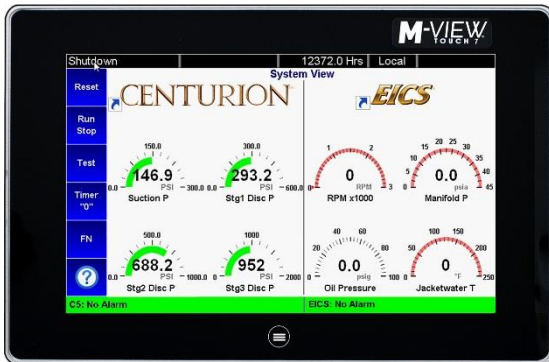 M-VIEW
TOUCH 7
Shutdown 12372.0 Hrs Local
System View
Reset
Run
Stop
Test
Timer
"0"
FN
?
CENTURION
EICS
150.0
0.0 146.9 300.0
PSI
Suction P
300.0
0.0 293.2 600.0
PSI
Stg1 Disc P
1 2
0 0 3
RPM
RPM x1000
5 10 15 20 25 30 35 40 45
0 0.0
psia
Manifold P
500.0
0.0 688.2 1000.0
PSI
Stg2 Disc P
1000
0 952 2000
PSI
Stg3 Disc P
20 40 60 80
0 0.0 100
psig
Oil Pressure
50 100 150 200
0 0 250
°F
Jacketwater T
C5: No Alarm
EICS: No Alarm